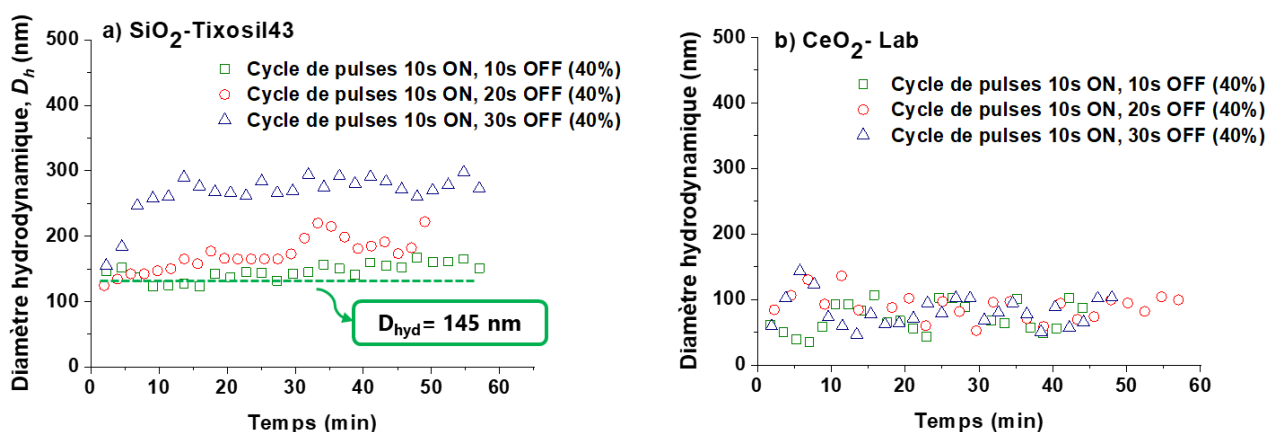 a) SiO2-Tixosil43
Diamètre hydrodynamique, Dh (nm)
500
400
300
200
100
0
Cycle de pulses 10s ON, 10s OFF (40%)
Cycle de pulses 10s ON, 20s OFF (40%)
Cycle de pulses 10s ON, 30s OFF (40%)
Dhyd= 145 nm
0 10 20 30 40 50 60
Temps (min)
b) CeO2- Lab
Diamètre hydrodynamique (nm)
500
400
300
200
100
0
Cycle de pulses 10s ON, 10s OFF (40%)
Cycle de pulses 10s ON, 20s OFF (40%)
Cycle de pulses 10s ON, 30s OFF (40%)
0 10 20 30 40 50 60
Temps (min)